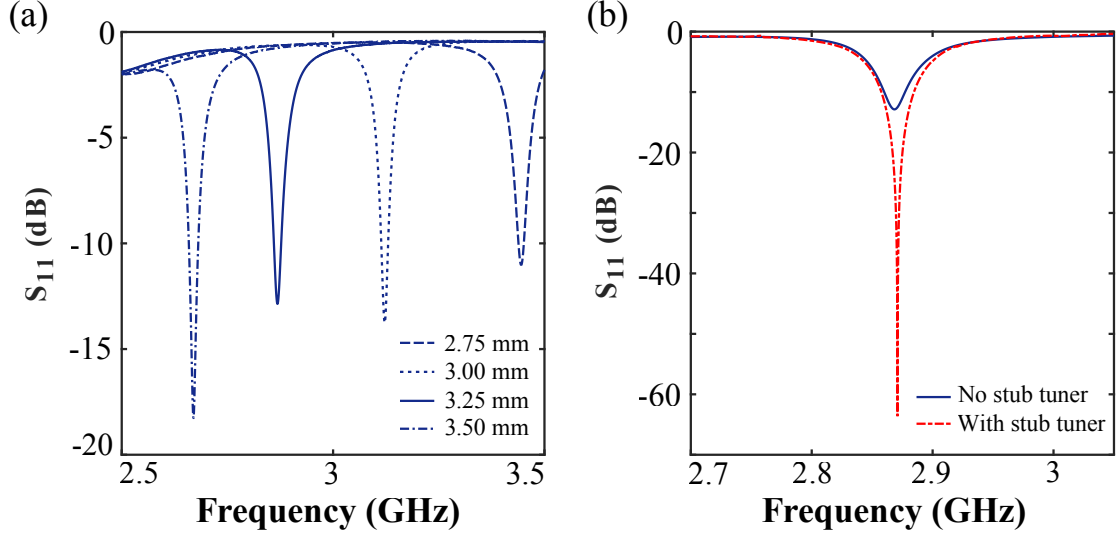 (a)
0
-5
-10
-15
-20
S11 (dB)
2.75 mm
3.00 mm
3.25 mm
3.50 mm
2.5
3
3.5
Frequency (GHz)
(b)
0
-20
-40
-60
S11 (dB)
No stub tuner
With stub tuner
2.7
2.8
2.9
3
Frequency (GHz)